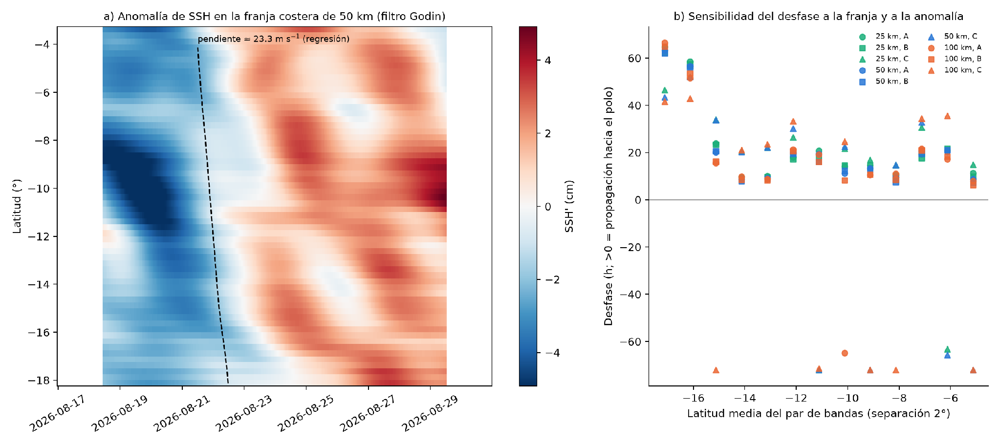 a) Anomalía de SSH en la franja costera de 50 km (filtro Godin)
pendiente ≈ 23.3 m s⁻¹ (regresión)
Latitud (°)
−4
−6
−8
−10
−12
−14
−16
−18
2026-08-17
2026-08-19
2026-08-21
2026-08-23
2026-08-25
2026-08-27
2026-08-29
4
2
0
−2
−4
SSH' (cm)
b) Sensibilidad del desfase a la franja y a la anomalía
25 km, A
25 km, B
25 km, C
50 km, A
50 km, B
50 km, C
100 km, A
100 km, B
100 km, C
Desfase (h; >0 = propagación hacia el polo)
60
40
20
0
−20
−40
−60
−16
−14
−12
−10
−8
−6
Latitud media del par de bandas (separación 2°)